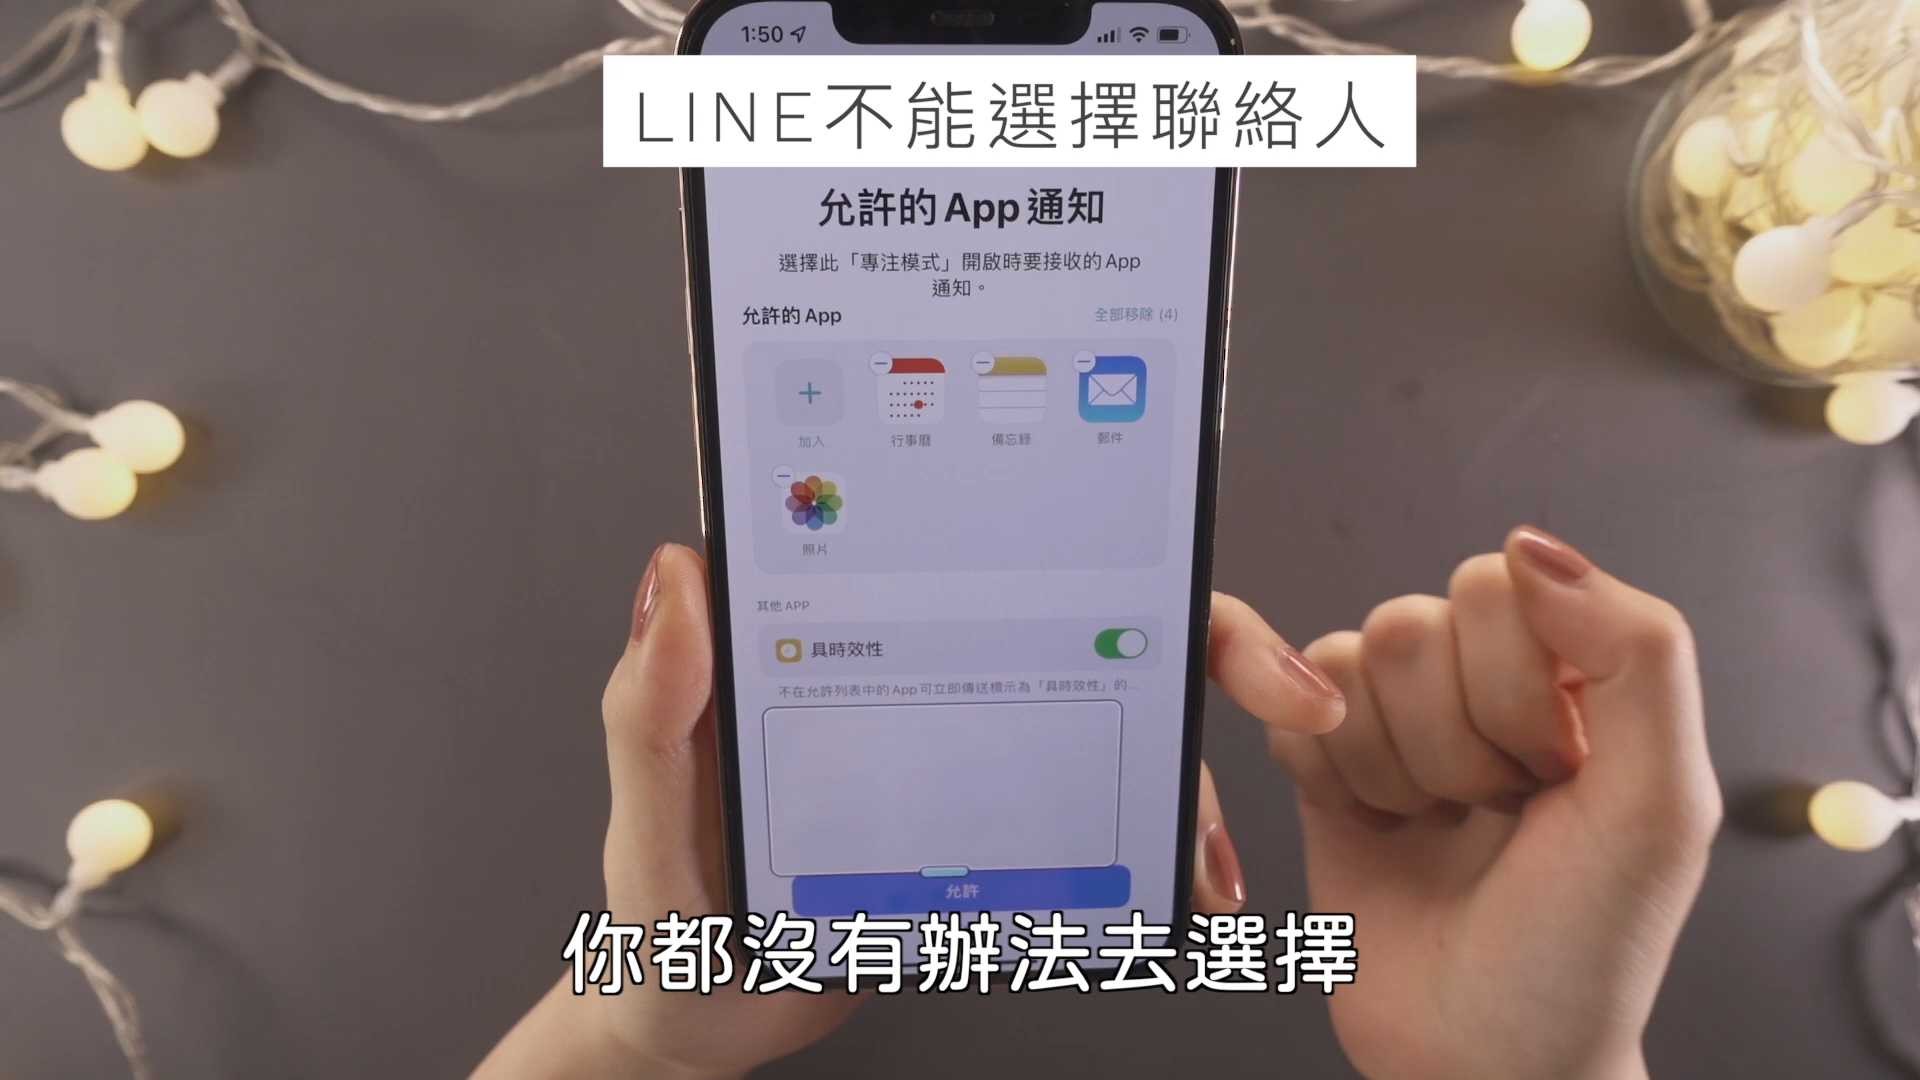 1:50
LINE不能選擇聯絡人
允許的App通知
選擇此「專注模式」開啟時要接收的App
通知。
允許的App
全部移除 (4)
加入
行事曆
備忘錄
郵件
照片
其他 APP
具時效性
不在允許列表中的App可立即傳送標示為「具時效性」的...
允許
你都沒有辦法去選擇